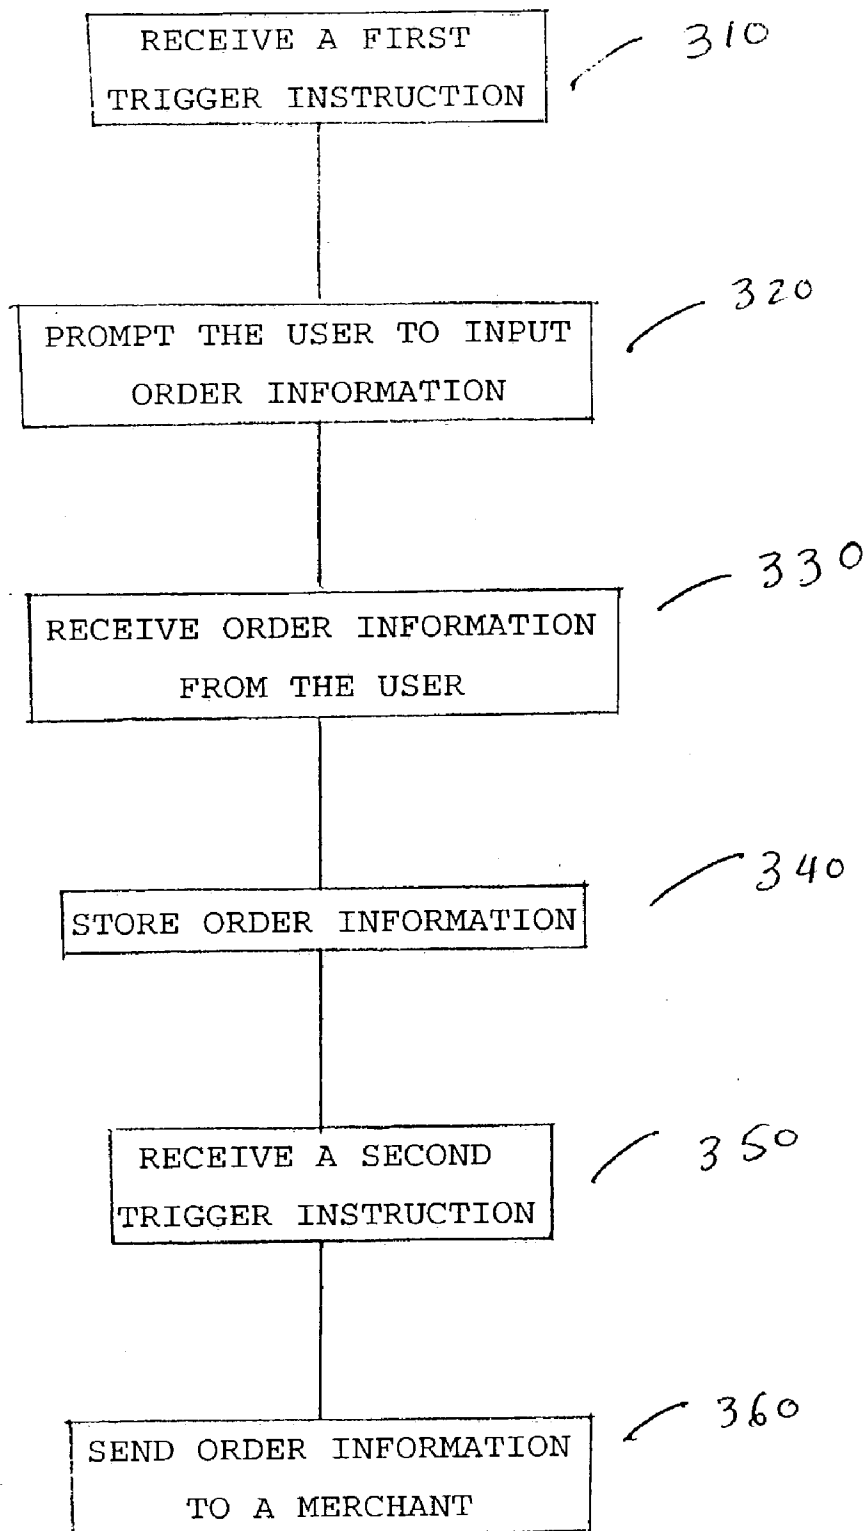 RECEIVE A FIRST
TRIGGER INSTRUCTION
310
PROMPT THE USER TO INPUT
ORDER INFORMATION
320
RECEIVE ORDER INFORMATION
FROM THE USER
330
STORE ORDER INFORMATION
340
RECEIVE A SECOND
TRIGGER INSTRUCTION
350
SEND ORDER INFORMATION
TO A MERCHANT
360